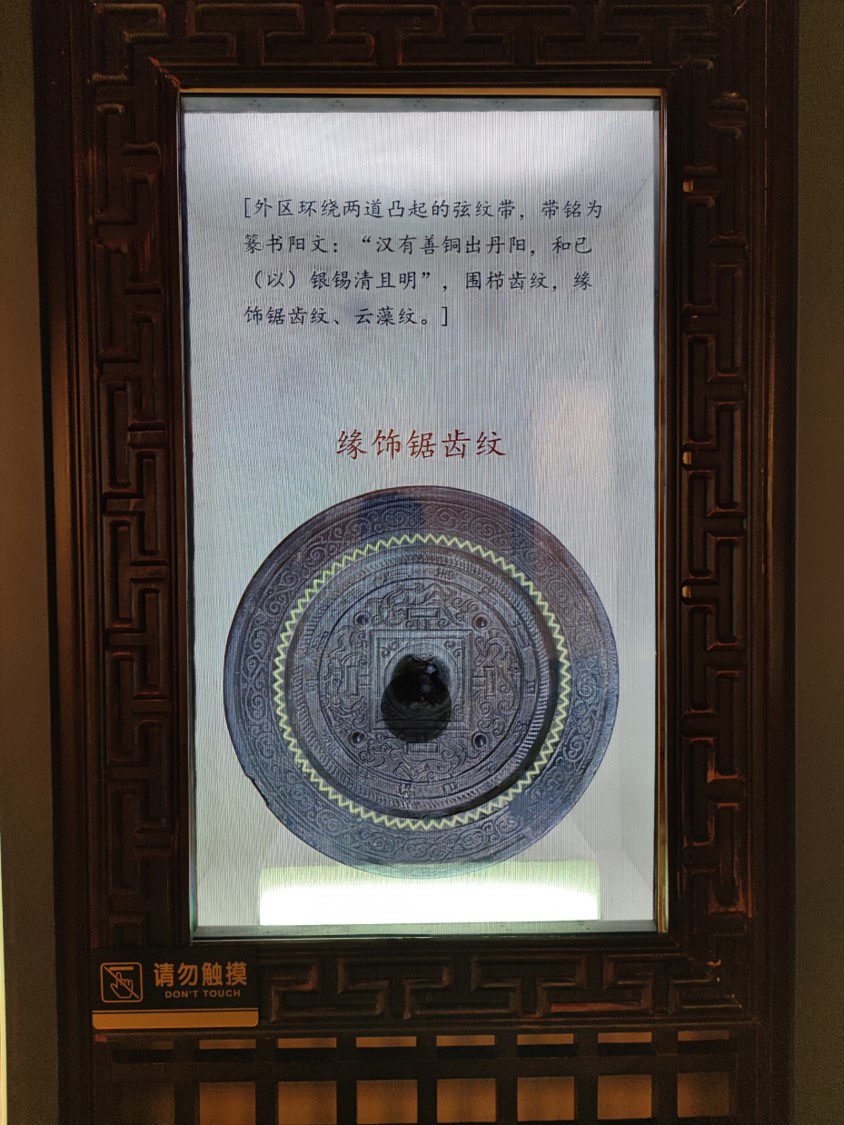 [外区环绕两道凸起的弦纹带，带铭为
篆书阳文：“汉有善铜出丹阳，和已
（以）银锡清且明”，围栉齿纹，缘
饰锯齿纹、云藻纹。]
缘饰锯齿纹
请勿触摸
DON'T TOUCH